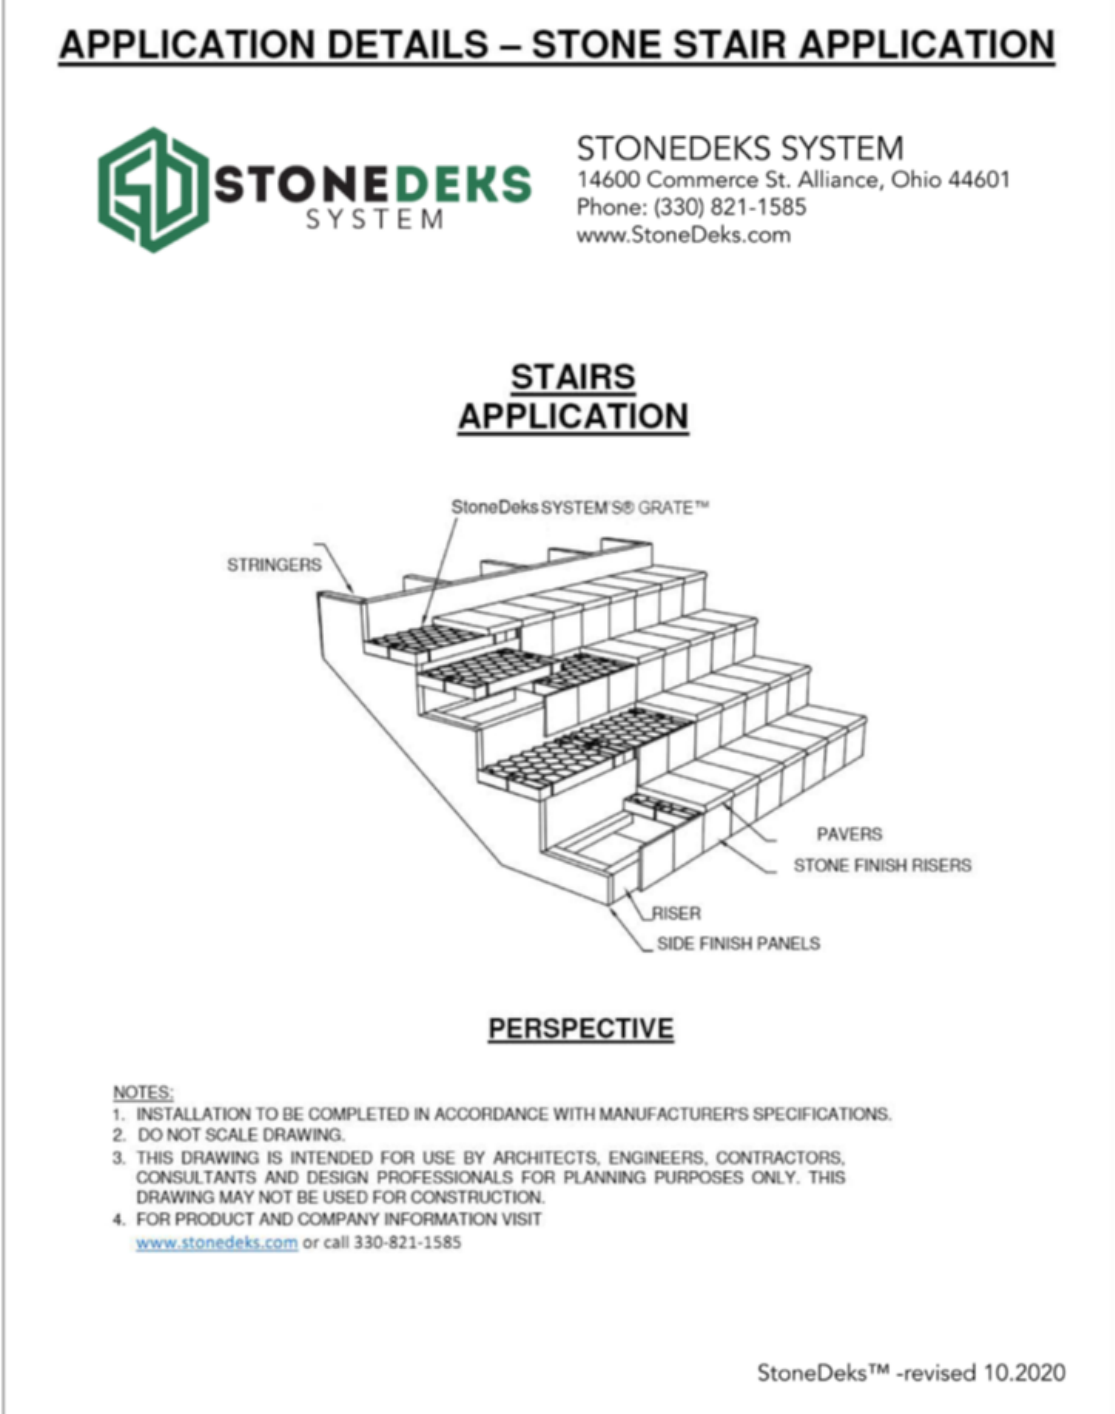 APPLICATION DETAILS – STONE STAIR APPLICATION
STONEDEKS
SYSTEM
STONEDEKS SYSTEM
14600 Commerce St. Alliance, Ohio 44601
Phone: (330) 821-1585
www.StoneDeks.com
STAIRS
APPLICATION
StoneDeks SYSTEM'S® GRATE™
STRINGERS
PAVERS
STONE FINISH RISERS
RISER
SIDE FINISH PANELS
PERSPECTIVE
NOTES:
1. INSTALLATION TO BE COMPLETED IN ACCORDANCE WITH MANUFACTURER'S SPECIFICATIONS.
2. DO NOT SCALE DRAWING.
3. THIS DRAWING IS INTENDED FOR USE BY ARCHITECTS, ENGINEERS, CONTRACTORS,
CONSULTANTS AND DESIGN PROFESSIONALS FOR PLANNING PURPOSES ONLY. THIS
DRAWING MAY NOT BE USED FOR CONSTRUCTION.
4. FOR PRODUCT AND COMPANY INFORMATION VISIT
www.stonedeks.com or call 330-821-1585
StoneDeks™ -revised 10.2020